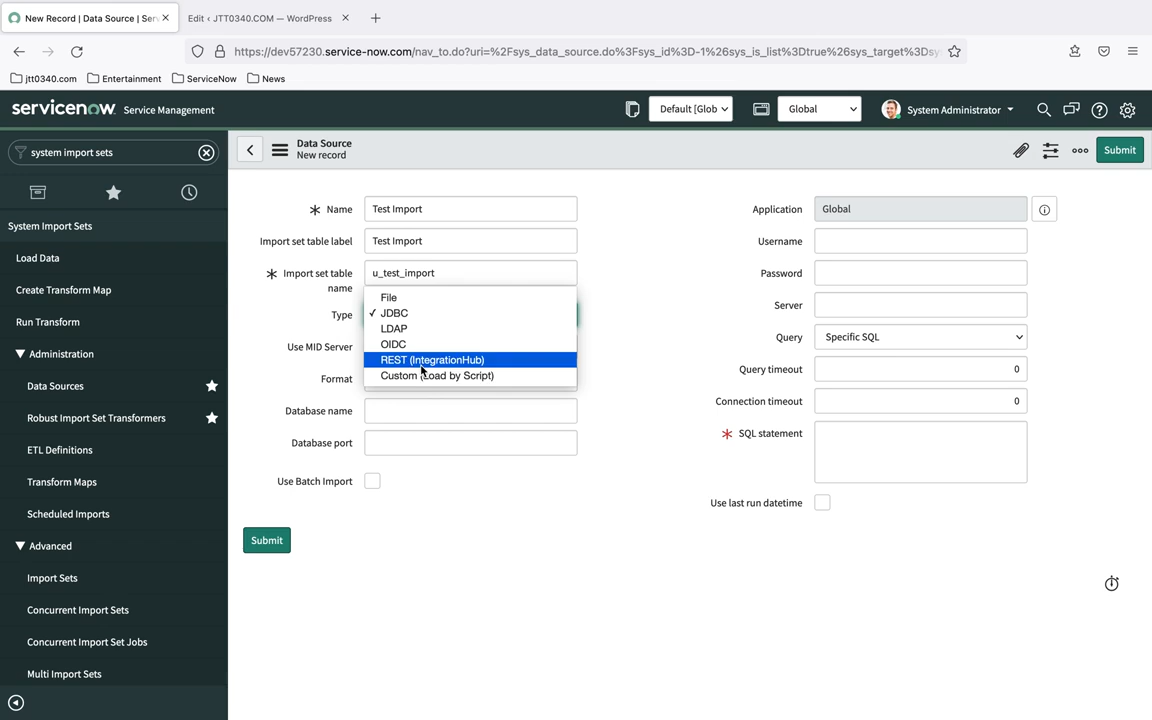 New Record | Data Source | Ser
Edit ‹ JTT0340.COM — WordPress
https://dev57230.service-now.com/nav_to.do?uri=%2Fsys_data_source.do%3Fsys_id%3D-1%26sys_is_list%3Dtrue%26sys_target%3Dsy
jtt0340.com
Entertainment
ServiceNow
News
servicenow Service Management
Default [Glob
Global
System Administrator
system import sets
Data Source
New record
Submit
System Import Sets
Load Data
Create Transform Map
Run Transform
Administration
Data Sources
Robust Import Set Transformers
ETL Definitions
Transform Maps
Scheduled Imports
Advanced
Import Sets
Concurrent Import Sets
Concurrent Import Set Jobs
Multi Import Sets
Name Test Import
Import set table label Test Import
Import set table name u_test_import
Type
File
✓ JDBC
LDAP
OIDC
REST (IntegrationHub)
Custom (Load by Script)
Use MID Server
Format
Database name
Database port
Use Batch Import
Submit
Application Global
Username
Password
Server
Query Specific SQL
Query timeout 0
Connection timeout 0
SQL statement
Use last run datetime